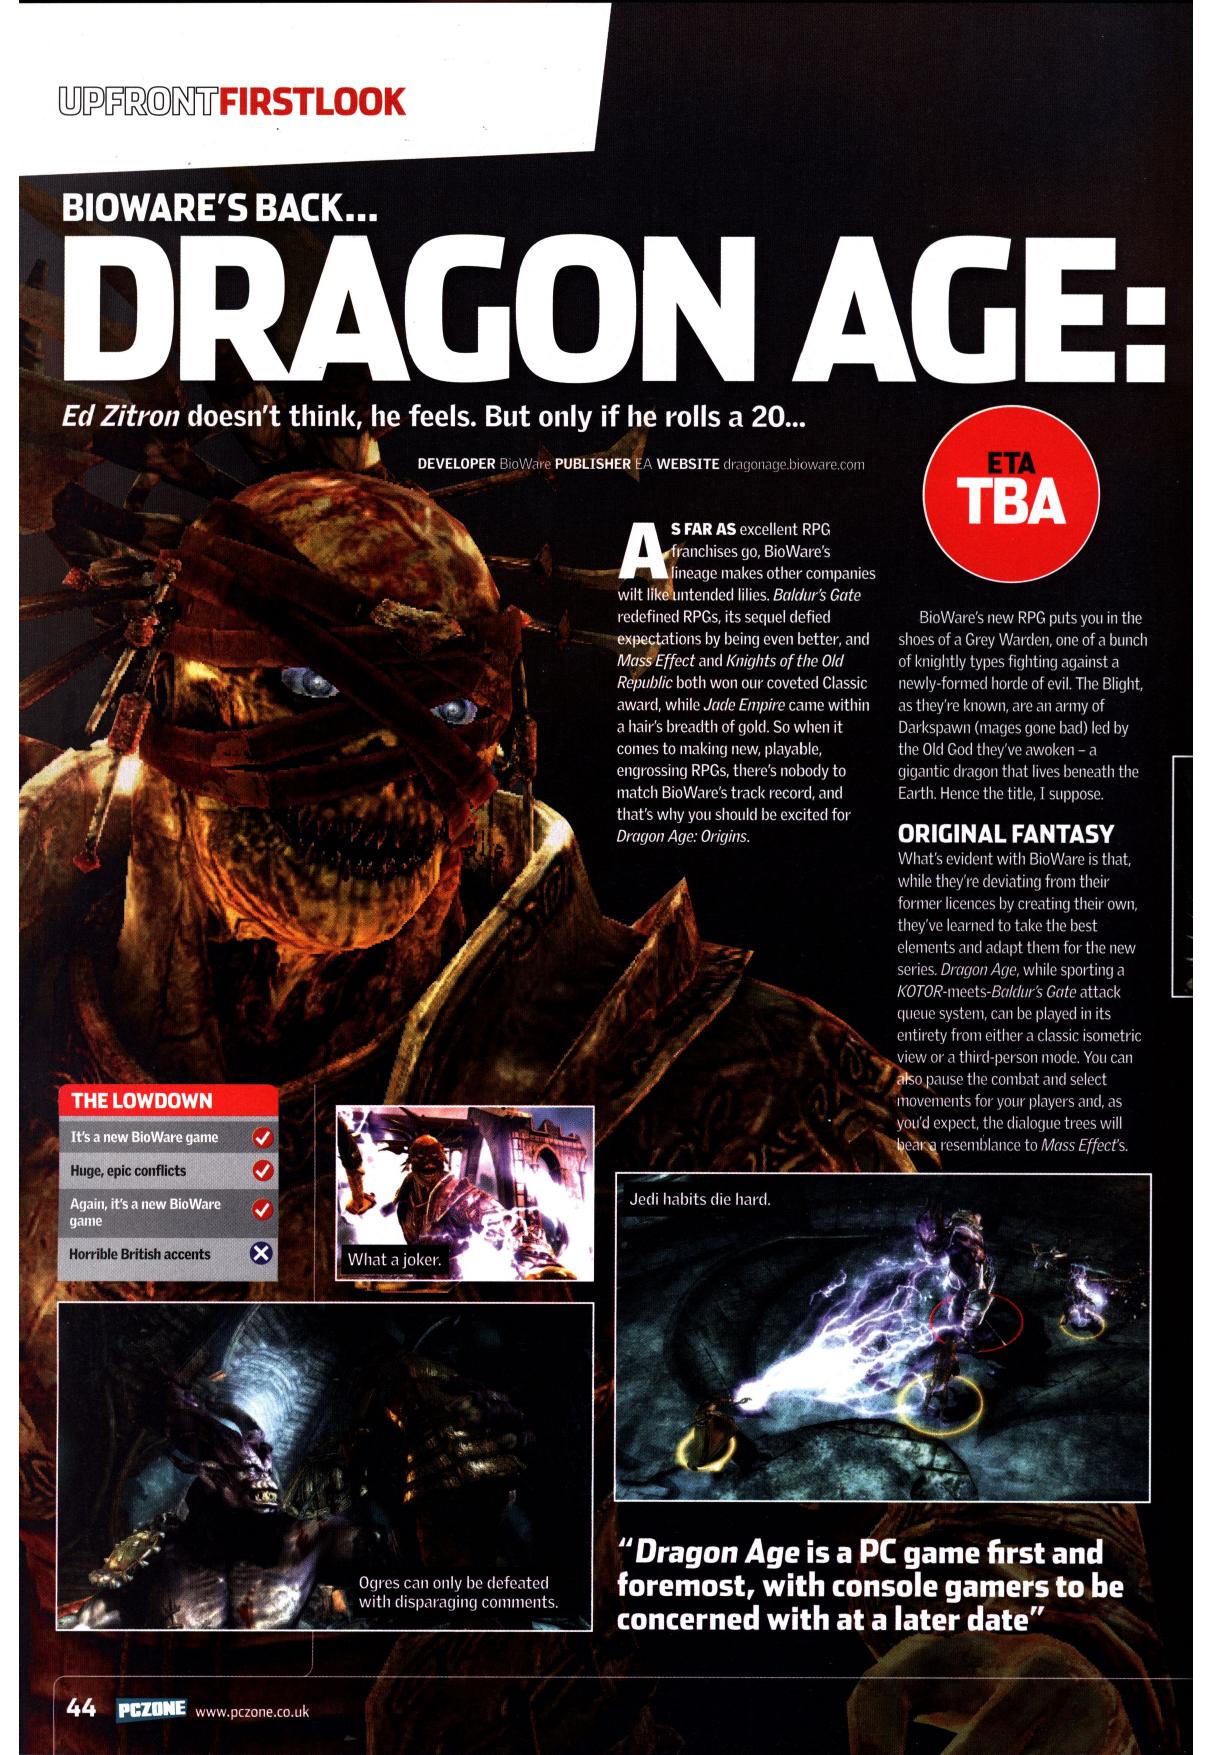 UPFRONTFIRSTLOOK
BIOWARE'S BACK...
DRAGON AGE:
Ed Zitron doesn't think, he feels. But only if he rolls a 20...
DEVELOPER BioWare PUBLISHER EA WEBSITE dragonage.bioware.com
ETA
TBA
AS FAR AS excellent RPG
franchises go, BioWare's
lineage makes other companies
wilt like untended lilies. Baldur's Gate
redefined RPGs, its sequel defied
expectations by being even better, and
Mass Effect and Knights of the Old
Republic both won our coveted Classic
award, while Jade Empire came within
a hair's breadth of gold. So when it
comes to making new, playable,
engrossing RPGs, there's nobody to
match BioWare's track record, and
that's why you should be excited for
Dragon Age: Origins.
BioWare's new RPG puts you in the
shoes of a Grey Warden, one of a bunch
of knightly types fighting against a
newly-formed horde of evil. The Blight,
as they're known, are an army of
Darkspawn (mages gone bad) led by
the Old God they've awoken – a
gigantic dragon that lives beneath the
Earth. Hence the title, I suppose.
ORIGINAL FANTASY
What's evident with BioWare is that,
while they're deviating from their
former licences by creating their own,
they've learned to take the best
elements and adapt them for the new
series. Dragon Age, while sporting a
KOTOR-meets-Baldur's Gate attack
queue system, can be played in its
entirety from either a classic isometric
view or a third-person mode. You can
also pause the combat and select
movements for your players and, as
you'd expect, the dialogue trees will
bear a resemblance to Mass Effect's.
THE LOWDOWN
It's a new BioWare game
Huge, epic conflicts
Again, it's a new BioWare
game
Horrible British accents
What a joker.
Jedi habits die hard.
Ogres can only be defeated
with disparaging comments.
"Dragon Age is a PC game first and
foremost, with console gamers to be
concerned with at a later date"
44 PCZONE www.pczone.co.uk